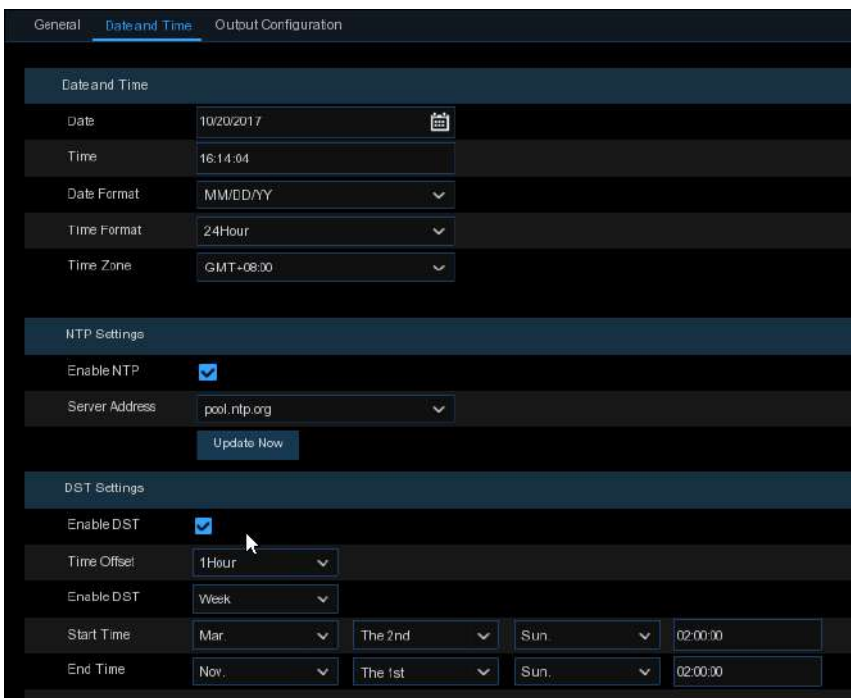 General Date and Time Output Configuration
Date and Time
Date 10/20/2017
Time 16:14:04
Date Format MM/DD/YY
Time Format 24Hour
Time Zone GMT+08:00
NTP Settings
Enable NTP
Server Address pool.ntp.org
Update Now
DST Settings
Enable DST
Time Offset 1Hour
Enable DST Week
Start Time Mar. The 2nd Sun. 02:00:00
End Time Nov. The 1st Sun. 02:00:00